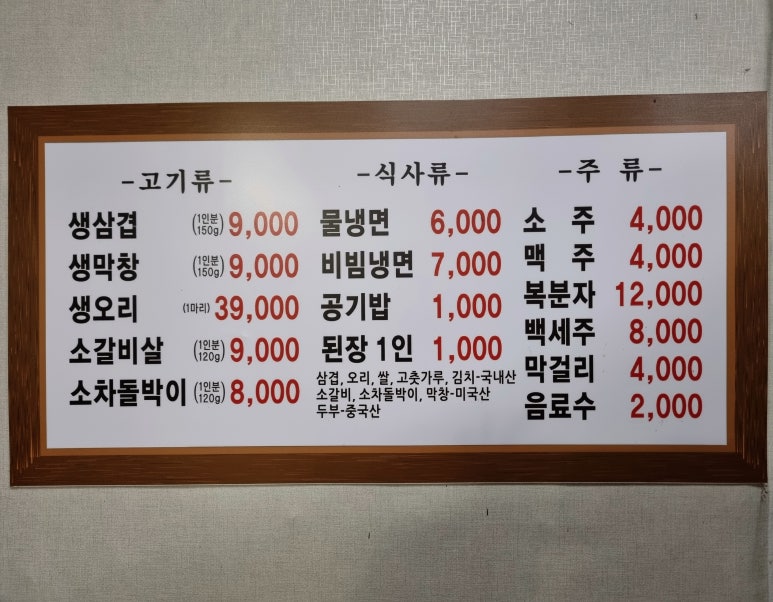 -고기류-
생삼겹 (1인분 150g) 9,000
생막창 (1인분 150g) 9,000
생오리 (1마리) 39,000
소갈비살 (1인분 120g) 9,000
소차돌박이 (1인분 120g) 8,000
-식사류-
물냉면 6,000
비빔냉면 7,000
공기밥 1,000
된장 1인 1,000
삼겹, 오리, 쌀, 고춧가루, 김치-국내산
소갈비, 소차돌박이, 막창-미국산
두부-중국산
-주 류-
소 주 4,000
맥 주 4,000
복분자 12,000
백세주 8,000
막걸리 4,000
음료수 2,000